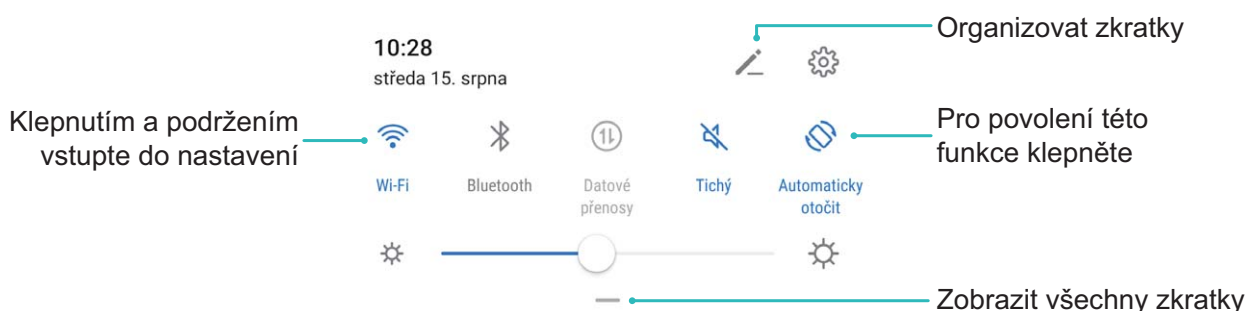 Organizovat zkratky
10:28
středa 15. srpna
Klepnutím a podržením
vstupte do nastavení
Pro povolení této
funkce klepněte
Wi-Fi
Bluetooth
Datové
přenosy
Tichý
Automaticky
otočit
Zobrazit všechny zkratky